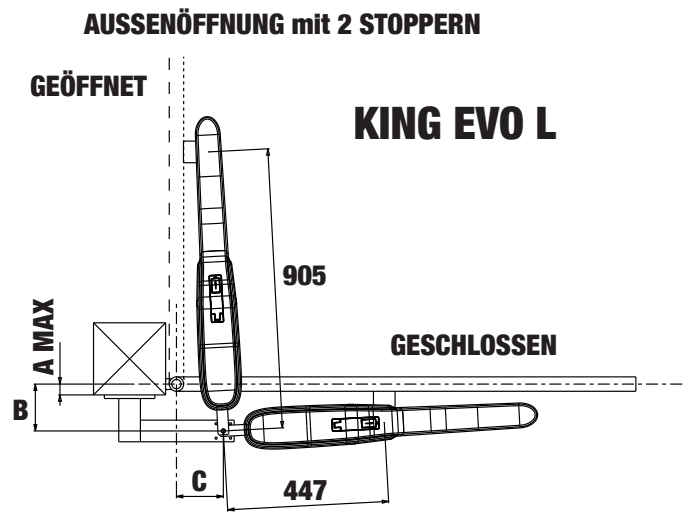 AUSSENÖFFNUNG mit 2 STOPPERN
GEÖFFNET
KING EVO L
905
A MAX
GESCHLOSSEN
B
C
447